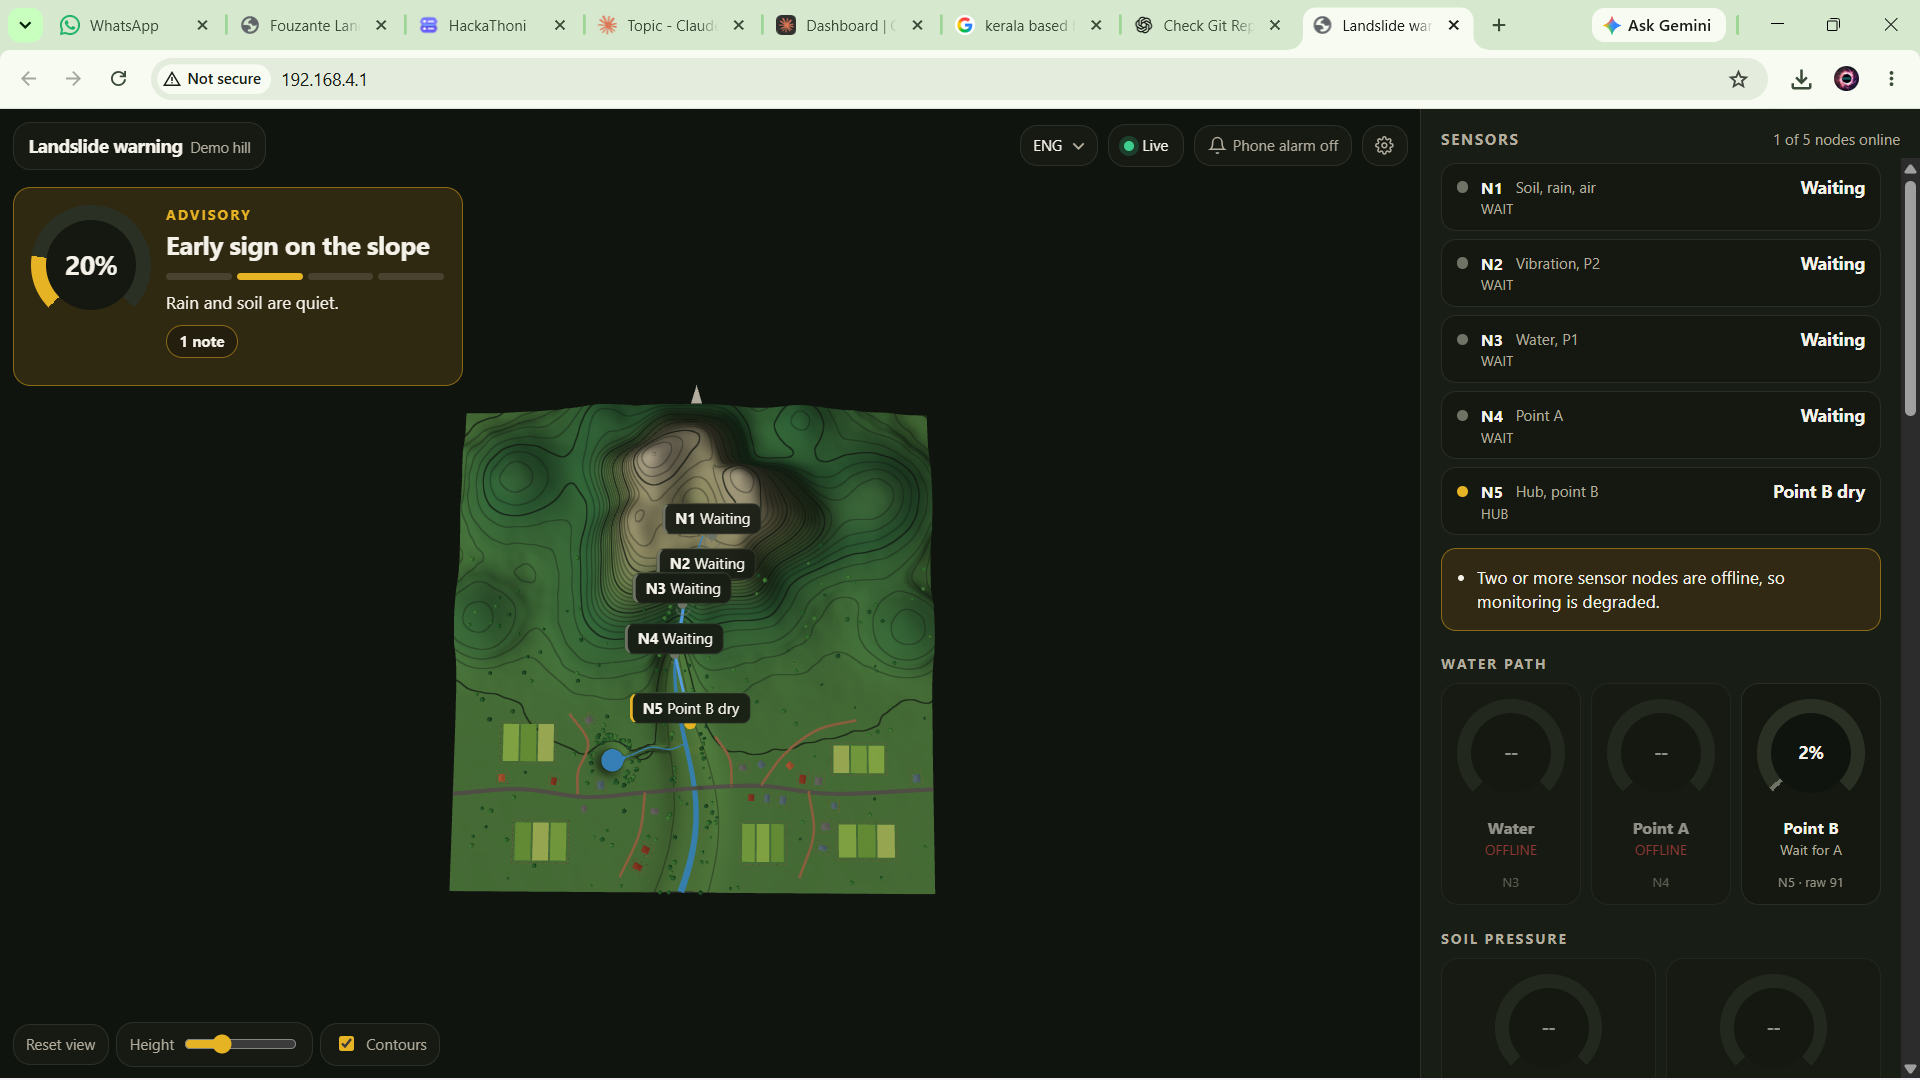 WhatsApp
Fouzante Lan
HackaThoni
Topic - Claud
Dashboard |
kerala based
Check Git Rep
Landslide war
Ask Gemini
Not secure
192.168.4.1
Landslide warning Demo hill
ENG
Live
Phone alarm off
ADVISORY
20%
Early sign on the slope
Rain and soil are quiet.
1 note
N1 Waiting
N2 Waiting
N3 Waiting
N4 Waiting
N5 Point B dry
Reset view
Height
Contours
SENSORS
1 of 5 nodes online
N1 Soil, rain, air Waiting
WAIT
N2 Vibration, P2 Waiting
WAIT
N3 Water, P1 Waiting
WAIT
N4 Point A Waiting
WAIT
N5 Hub, point B Point B dry
HUB
• Two or more sensor nodes are offline, so
monitoring is degraded.
WATER PATH
--
Water
OFFLINE
N3
--
Point A
OFFLINE
N4
2%
Point B
Wait for A
N5 · raw 91
SOIL PRESSURE
--
--